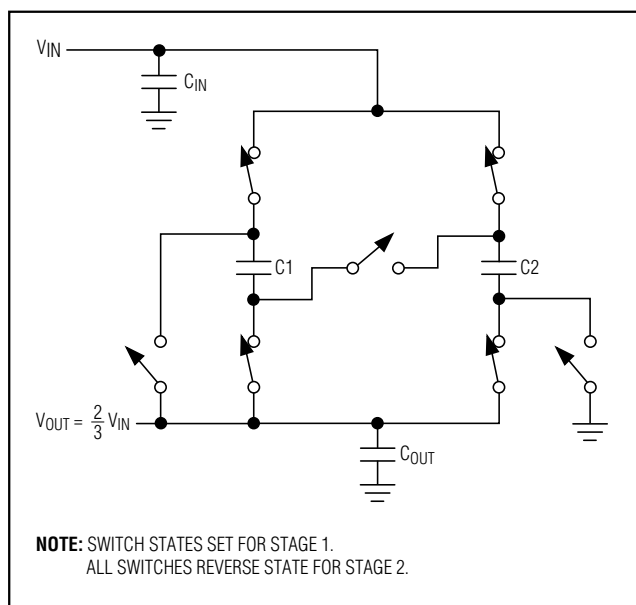 VIN
CIN
C1
C2
VOUT = 2/3 VIN
COUT
NOTE: SWITCH STATES SET FOR STAGE 1.
ALL SWITCHES REVERSE STATE FOR STAGE 2.